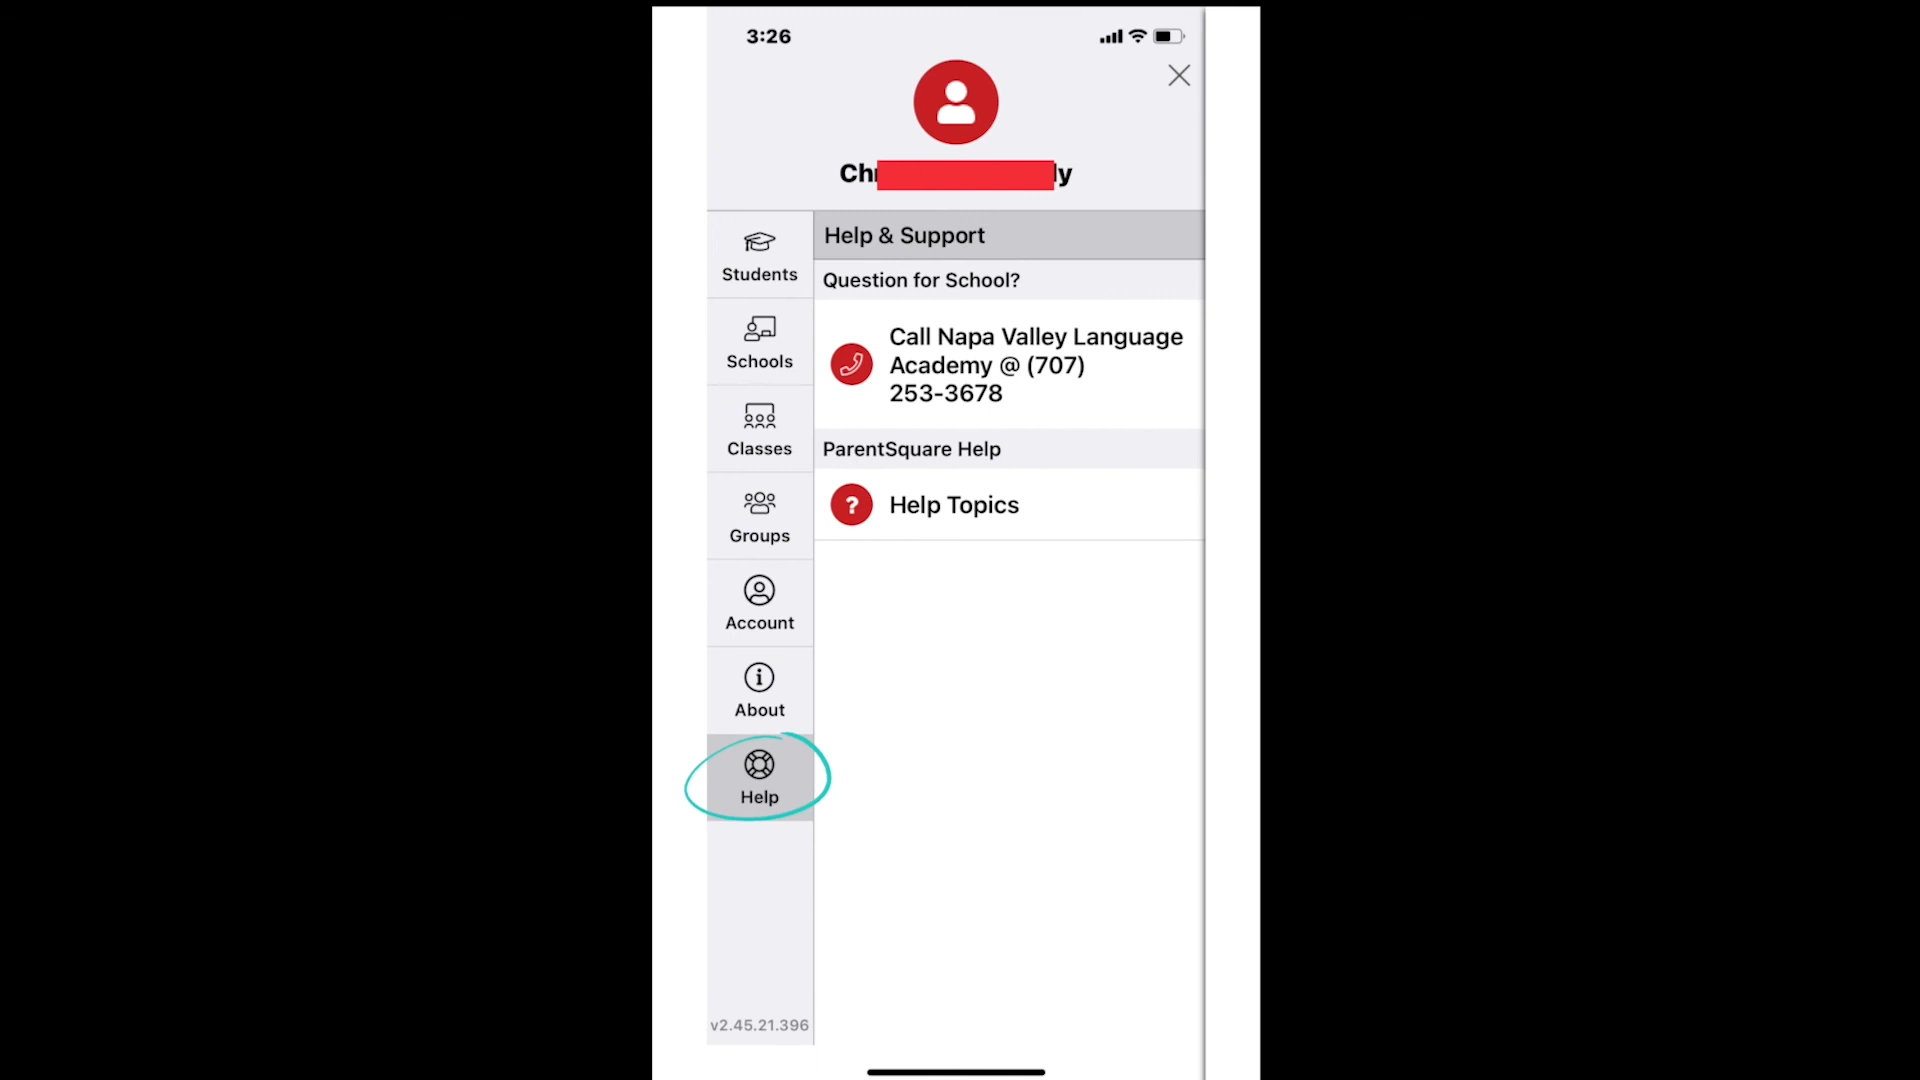 3:26
Ch
ly
Help & Support
Students
Question for School?
Call Napa Valley Language
Academy @ (707)
253-3678
Schools
Classes
ParentSquare Help
Help Topics
Groups
Account
About
Help
v2.45.21.396